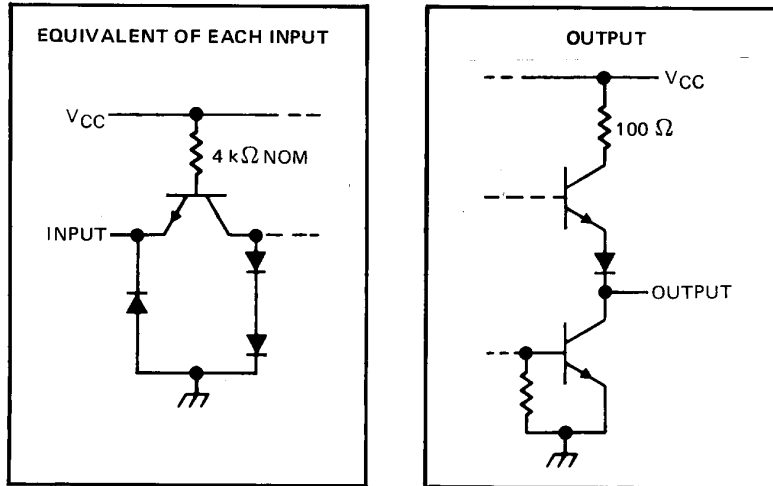 EQUIVALENT OF EACH INPUT
VCC
4 kΩ NOM
INPUT
OUTPUT
VCC
100 Ω
OUTPUT